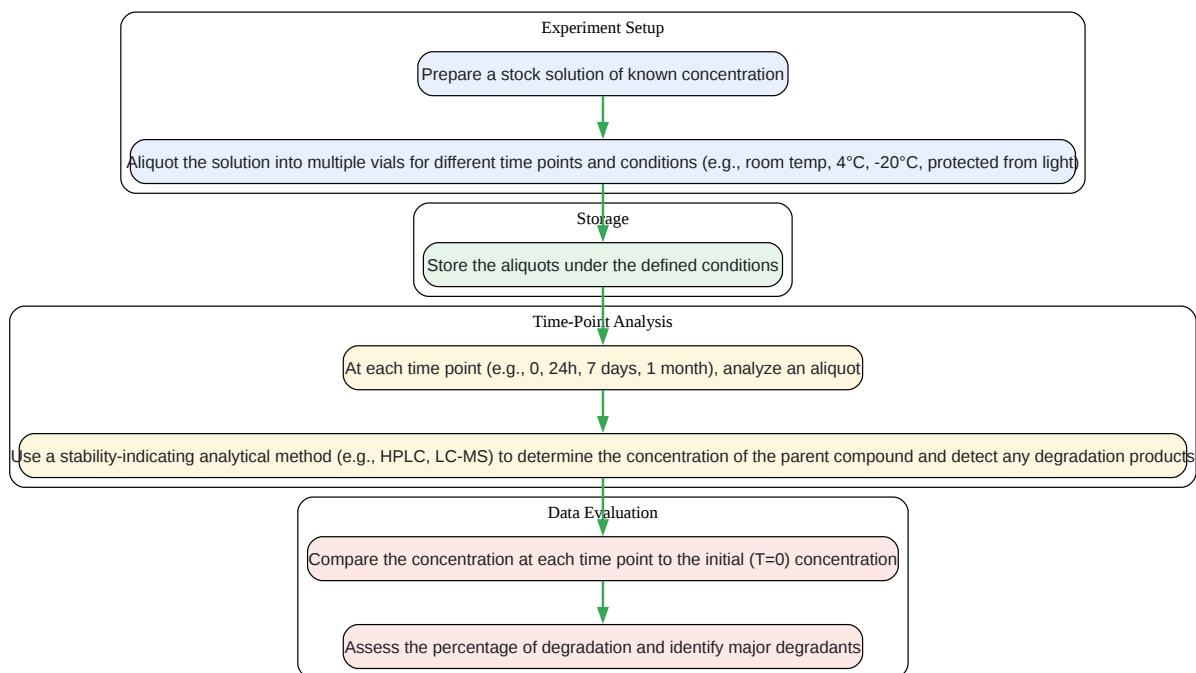 Experiment Setup
Prepare a stock solution of known concentration
Aliquot the solution into multiple vials for different time points and conditions (e.g., room temp, 4°C, -20°C, protected from light)
Storage
Store the aliquots under the defined conditions
Time-Point Analysis
At each time point (e.g., 0, 24h, 7 days, 1 month), analyze an aliquot
Use a stability-indicating analytical method (e.g., HPLC, LC-MS) to determine the concentration of the parent compound and detect any degradation products
Data Evaluation
Compare the concentration at each time point to the initial (T=0) concentration
Assess the percentage of degradation and identify major degradants